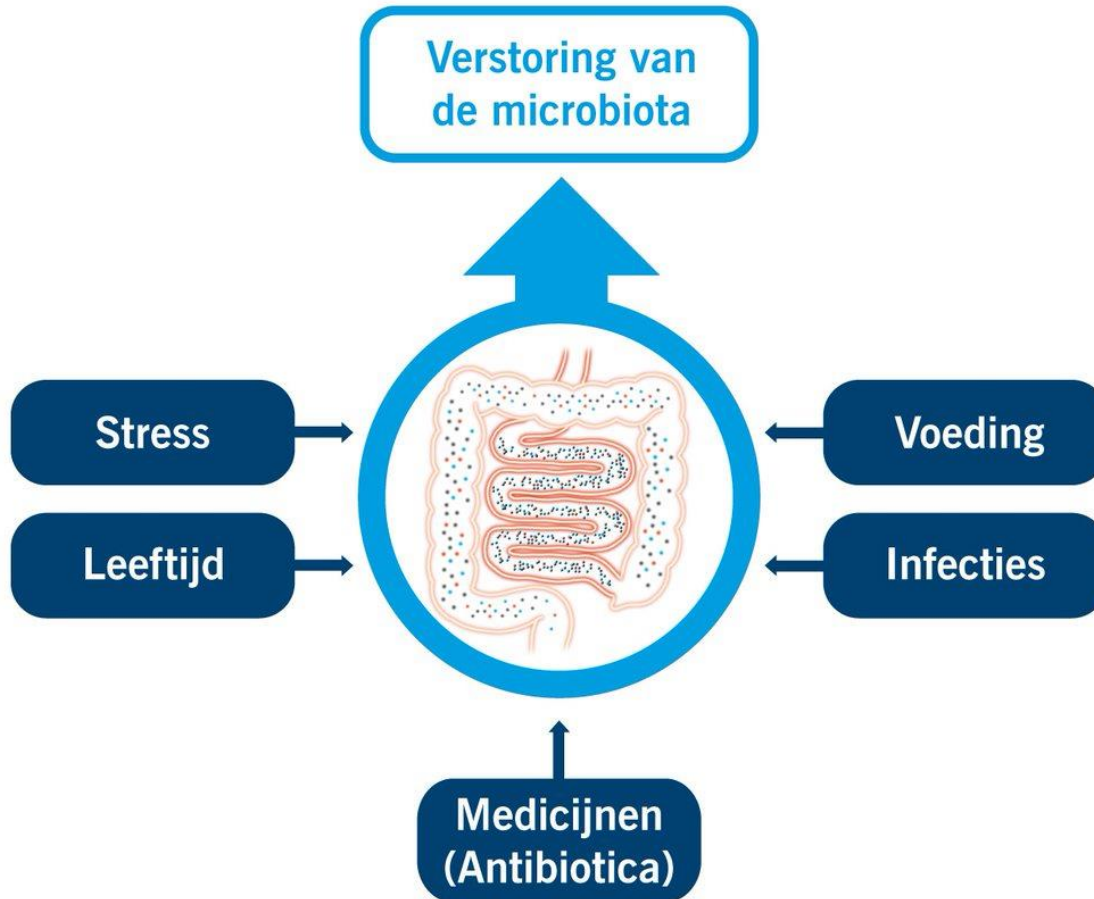 Verstoring van
de microbiota
Stress
Voeding
Leeftijd
Infecties
Medicijnen
(Antibiotica)